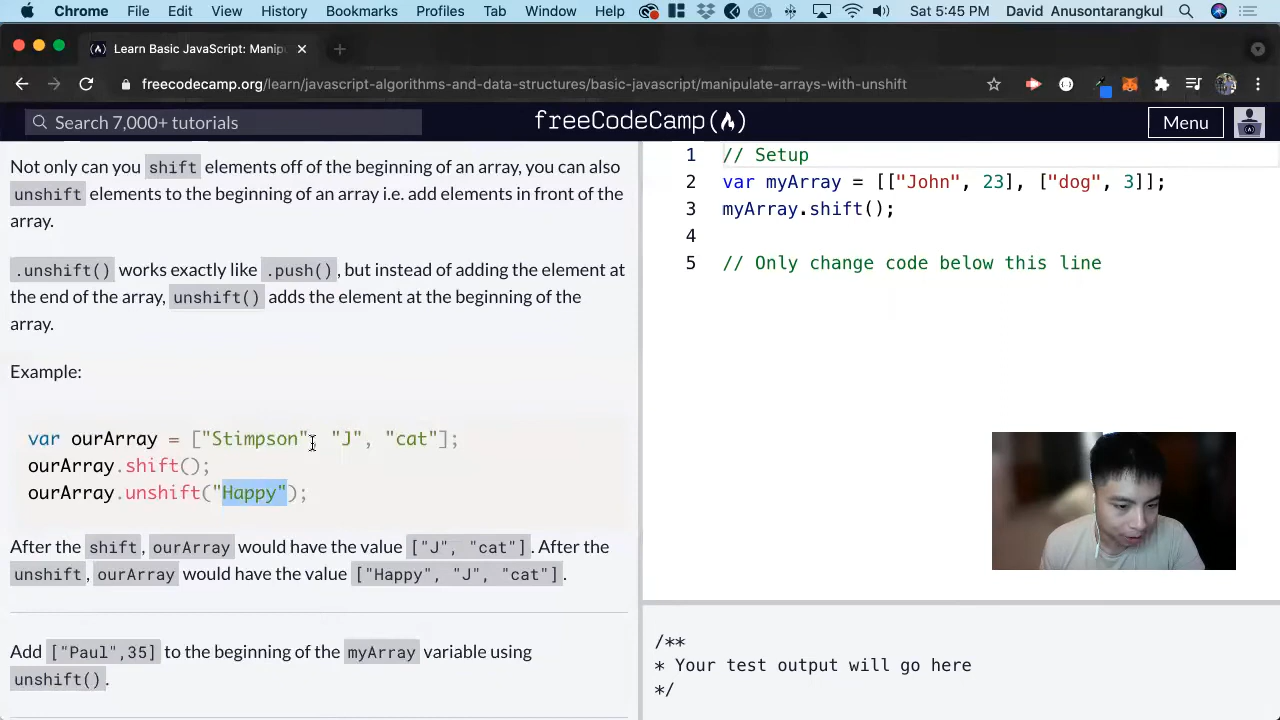 Chrome File Edit View History Bookmarks Profiles Tab Window Help Sat 5:45 PM David Anusontarangkul
Learn Basic JavaScript: Manip
freecodecamp.org/learn/javascript-algorithms-and-data-structures/basic-javascript/manipulate-arrays-with-unshift
Search 7,000+ tutorials
freeCodeCamp
Menu
Not only can you shift elements off of the beginning of an array, you can also
unshift elements to the beginning of an array i.e. add elements in front of the
array.
.unshift() works exactly like .push(), but instead of adding the element at
the end of the array, unshift() adds the element at the beginning of the
array.
Example:
var ourArray = ["Stimpson", "J", "cat"];
ourArray.shift();
ourArray.unshift("Happy");
After the shift, ourArray would have the value ["J", "cat"]. After the
unshift, ourArray would have the value ["Happy", "J", "cat"].
Add ["Paul",35] to the beginning of the myArray variable using
unshift().
1 // Setup
2 var myArray = [["John", 23], ["dog", 3]];
3 myArray.shift();
4
5 // Only change code below this line
/**
* Your test output will go here
*/